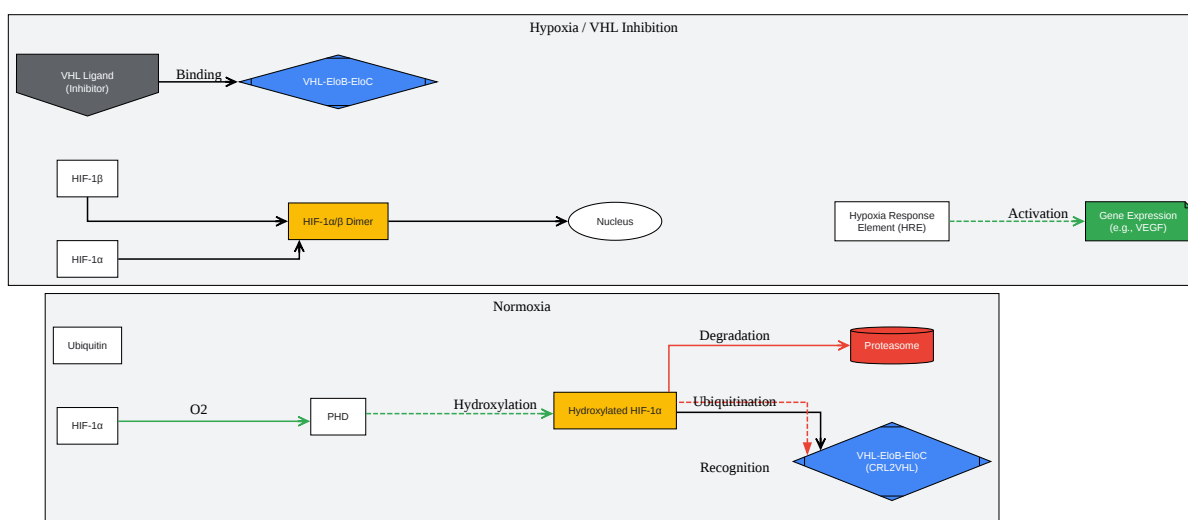 Hypoxia / VHL Inhibition
VHL Ligand
(Inhibitor)
Binding
VHL-EloB-EloC
HIF-1β
HIF-1α/β Dimer
Nucleus
Hypoxia Response
Element (HRE)
Activation
Gene Expression
(e.g., VEGF)
HIF-1α
Normoxia
Ubiquitin
Degradation
Proteasome
HIF-1α
O2
PHD
Hydroxylation
Hydroxylated HIF-1α
Ubiquitination
Recognition
VHL-EloB-EloC
(CRL2VHL)